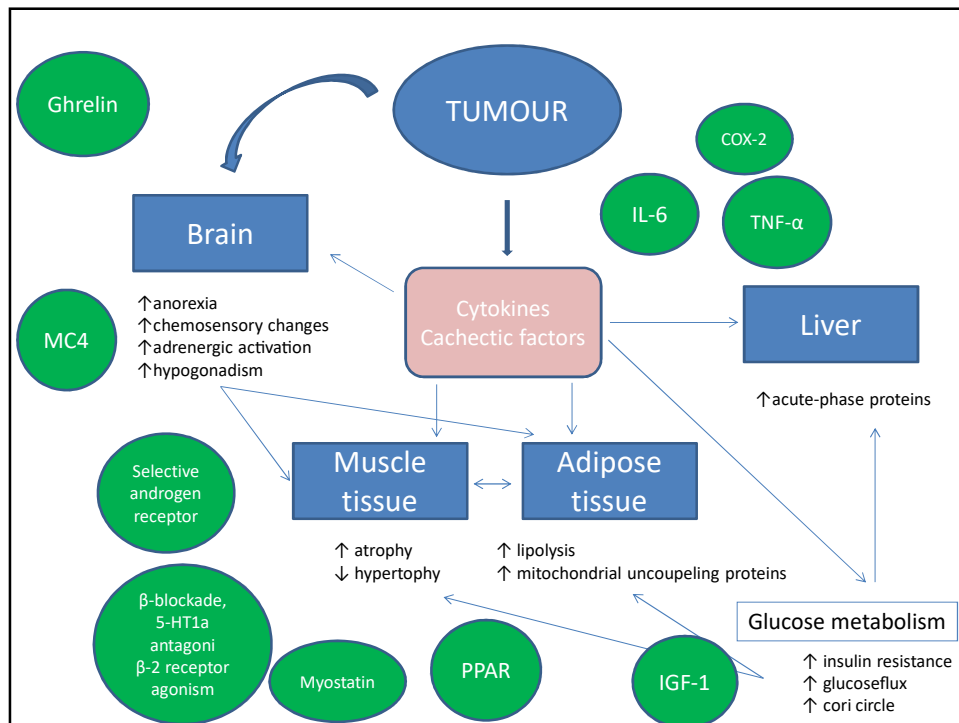 Ghrelin
TUMOUR
COX-2
IL-6
TNF-α
Brain
Cytokines
Cachectic factors
Liver
MC4
↑anorexia
↑chemosensory changes
↑adrenergic activation
↑hypogonadism
↑acute-phase proteins
Selective
androgen
receptor
Muscle
tissue
Adipose
tissue
↑ atrophy
↓ hypertophy
↑ lipolysis
↑ mitochondrial uncoupeling proteins
β-blockade,
5-HT1a
antagoni
β-2 receptor
agonism
Myostatin
PPAR
IGF-1
Glucose metabolism
↑ insulin resistance
↑ glucoseflux
↑ cori circle